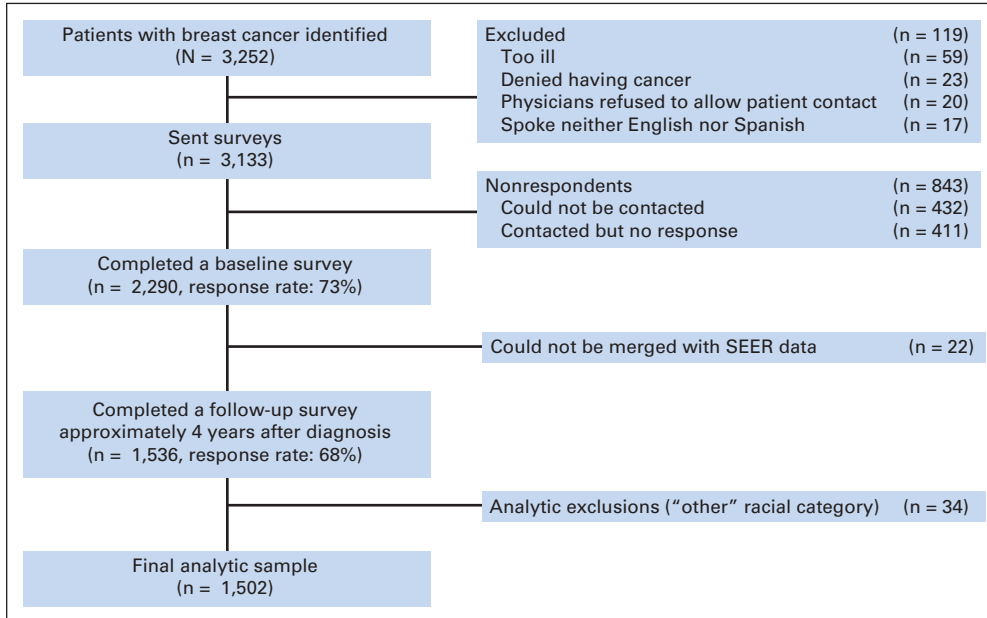 Patients with breast cancer identified
(N = 3,252)
Excluded (n = 119)
Too ill (n = 59)
Denied having cancer (n = 23)
Physicians refused to allow patient contact (n = 20)
Spoke neither English nor Spanish (n = 17)
Sent surveys
(n = 3,133)
Nonrespondents (n = 843)
Could not be contacted (n = 432)
Contacted but no response (n = 411)
Completed a baseline survey
(n = 2,290, response rate: 73%)
Could not be merged with SEER data (n = 22)
Completed a follow-up survey
approximately 4 years after diagnosis
(n = 1,536, response rate: 68%)
Analytic exclusions (“other” racial category) (n = 34)
Final analytic sample
(n = 1,502)